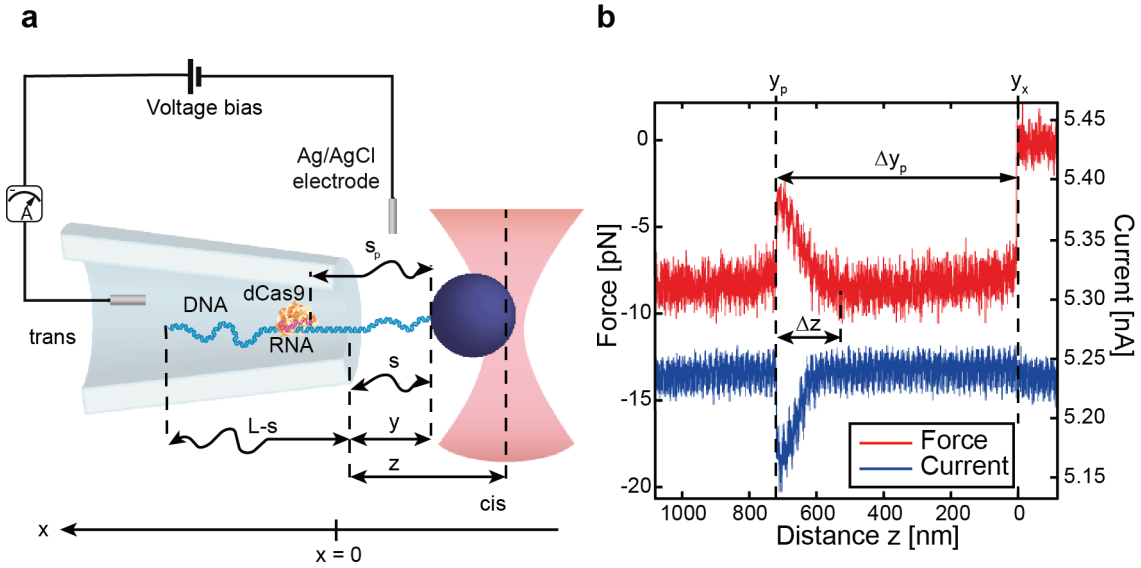 a
Voltage bias
Ag/AgCl
electrode
A
s_p
DNA
dCas9
trans
RNA
s
L-s
y
z
cis
x
x = 0
b
y_p
y_x
0
-5
-10
-15
-20
Force [pN]
Δy_p
Δz
Force
Current
5.45
5.40
5.35
5.30
5.25
5.20
5.15
Current [nA]
1000
800
600
400
200
0
Distance z [nm]